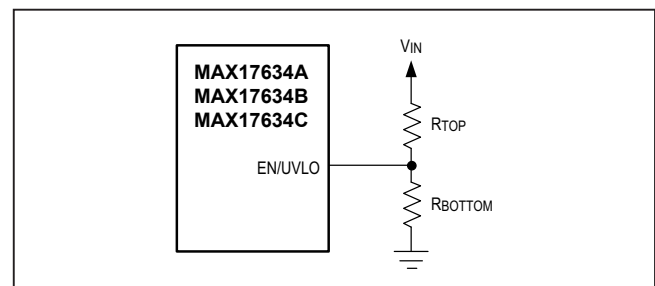 MAX17634A
MAX17634B
MAX17634C
VIN
RTOP
EN/UVLO
RBOTTOM